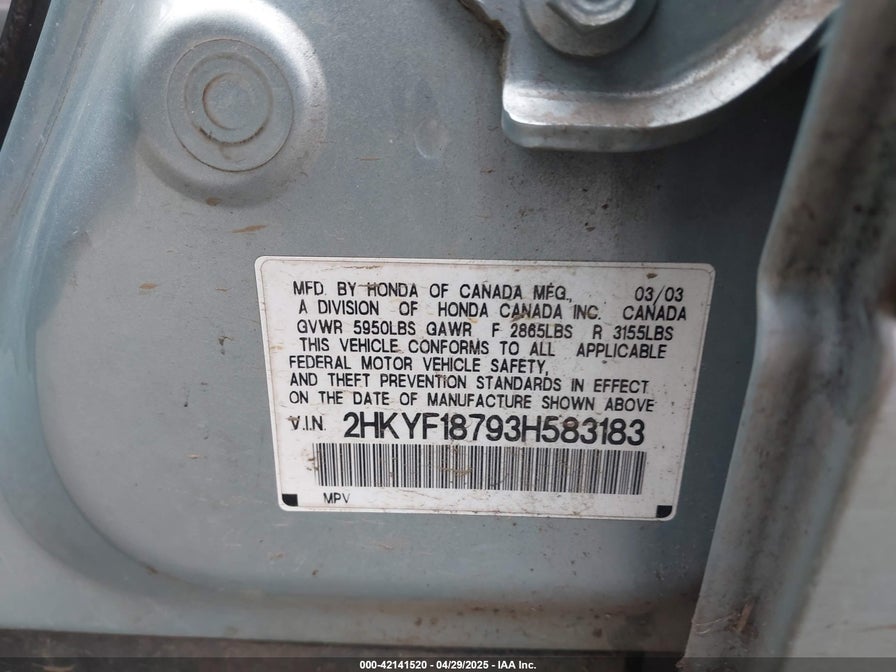 MFD. BY HONDA OF CANADA MFG., 03/03
A DIVISION OF HONDA CANADA INC. CANADA
GVWR 5950LBS GAWR F 2865LBS R 3155LBS
THIS VEHICLE CONFORMS TO ALL APPLICABLE
FEDERAL MOTOR VEHICLE SAFETY,
AND THEFT PREVENTION STANDARDS IN EFFECT
ON THE DATE OF MANUFACTURE SHOWN ABOVE
V.I.N. 2HKYF18793H583183
MPV
000-42141520 - 04/29/2025 - IAA Inc.